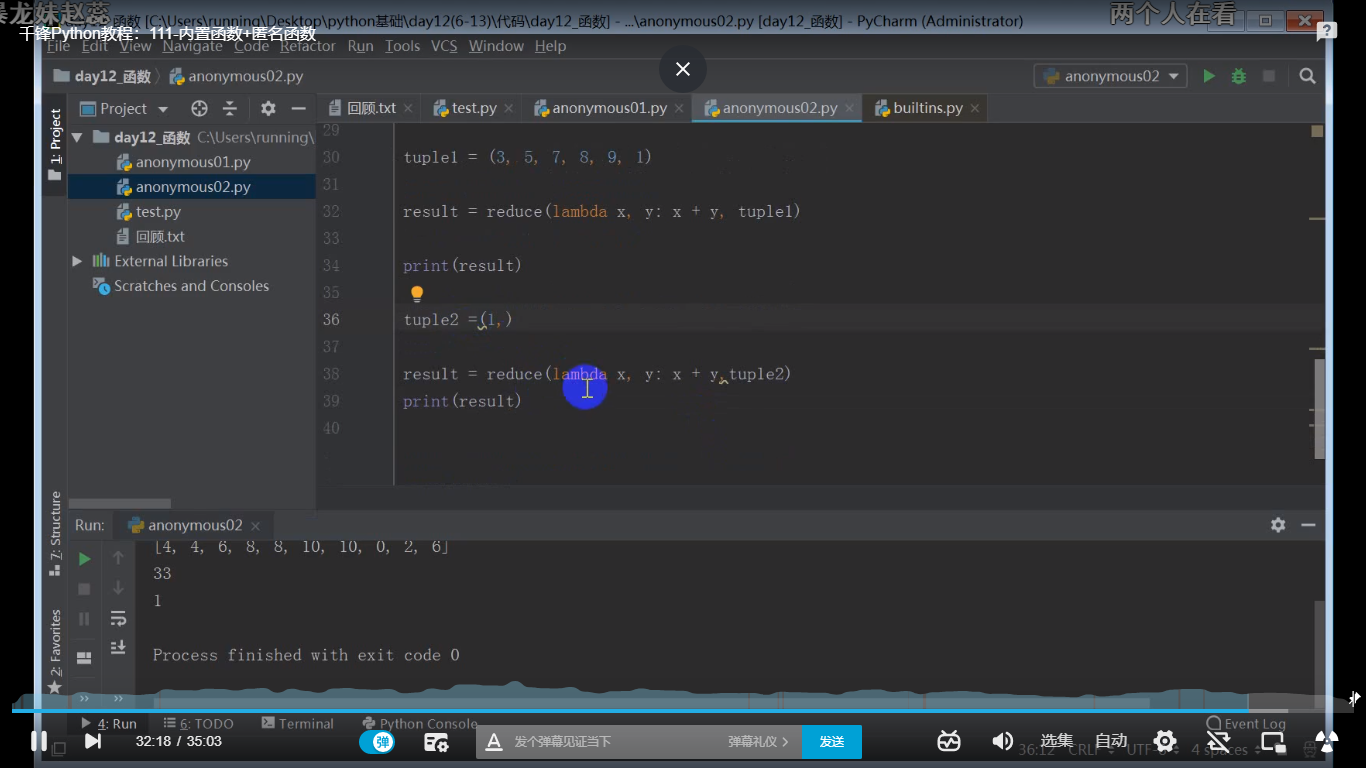 暴龙妹赵蕊
两个人在看
函数 [C:\Users\running\Desktop\python基础\day12(6-13)\代码\day12_函数] - ...\anonymous02.py [day12_函数] - PyCharm (Administrator)
千锋Python教程：111-内置函数+匿名函数
File Edit View Navigate Code Refactor Run Tools VCS Window Help
day12_函数 anonymous02.py
anonymous02
1: Project
Project
回顾.txt test.py anonymous01.py anonymous02.py builtins.py
day12_函数 C:\Users\running\
anonymous01.py
anonymous02.py
test.py
回顾.txt
External Libraries
Scratches and Consoles
29
30 tuple1 = (3, 5, 7, 8, 9, 1)
31
32 result = reduce(lambda x, y: x + y, tuple1)
33
34 print(result)
35
36 tuple2 =(1,)
37
38 result = reduce(lambda x, y: x + y,tuple2)
39 print(result)
40
7: Structure
2: Favorites
Run: anonymous02
[4, 4, 6, 8, 8, 10, 10, 0, 2, 6]
33
1
Process finished with exit code 0
4: Run 6: TODO Terminal Python Console Event Log
32:18 / 35:03
弹
发个弹幕见证当下
弹幕礼仪 >
发送
选集
自动
36:12 CRLF UTF-8 4 spaces